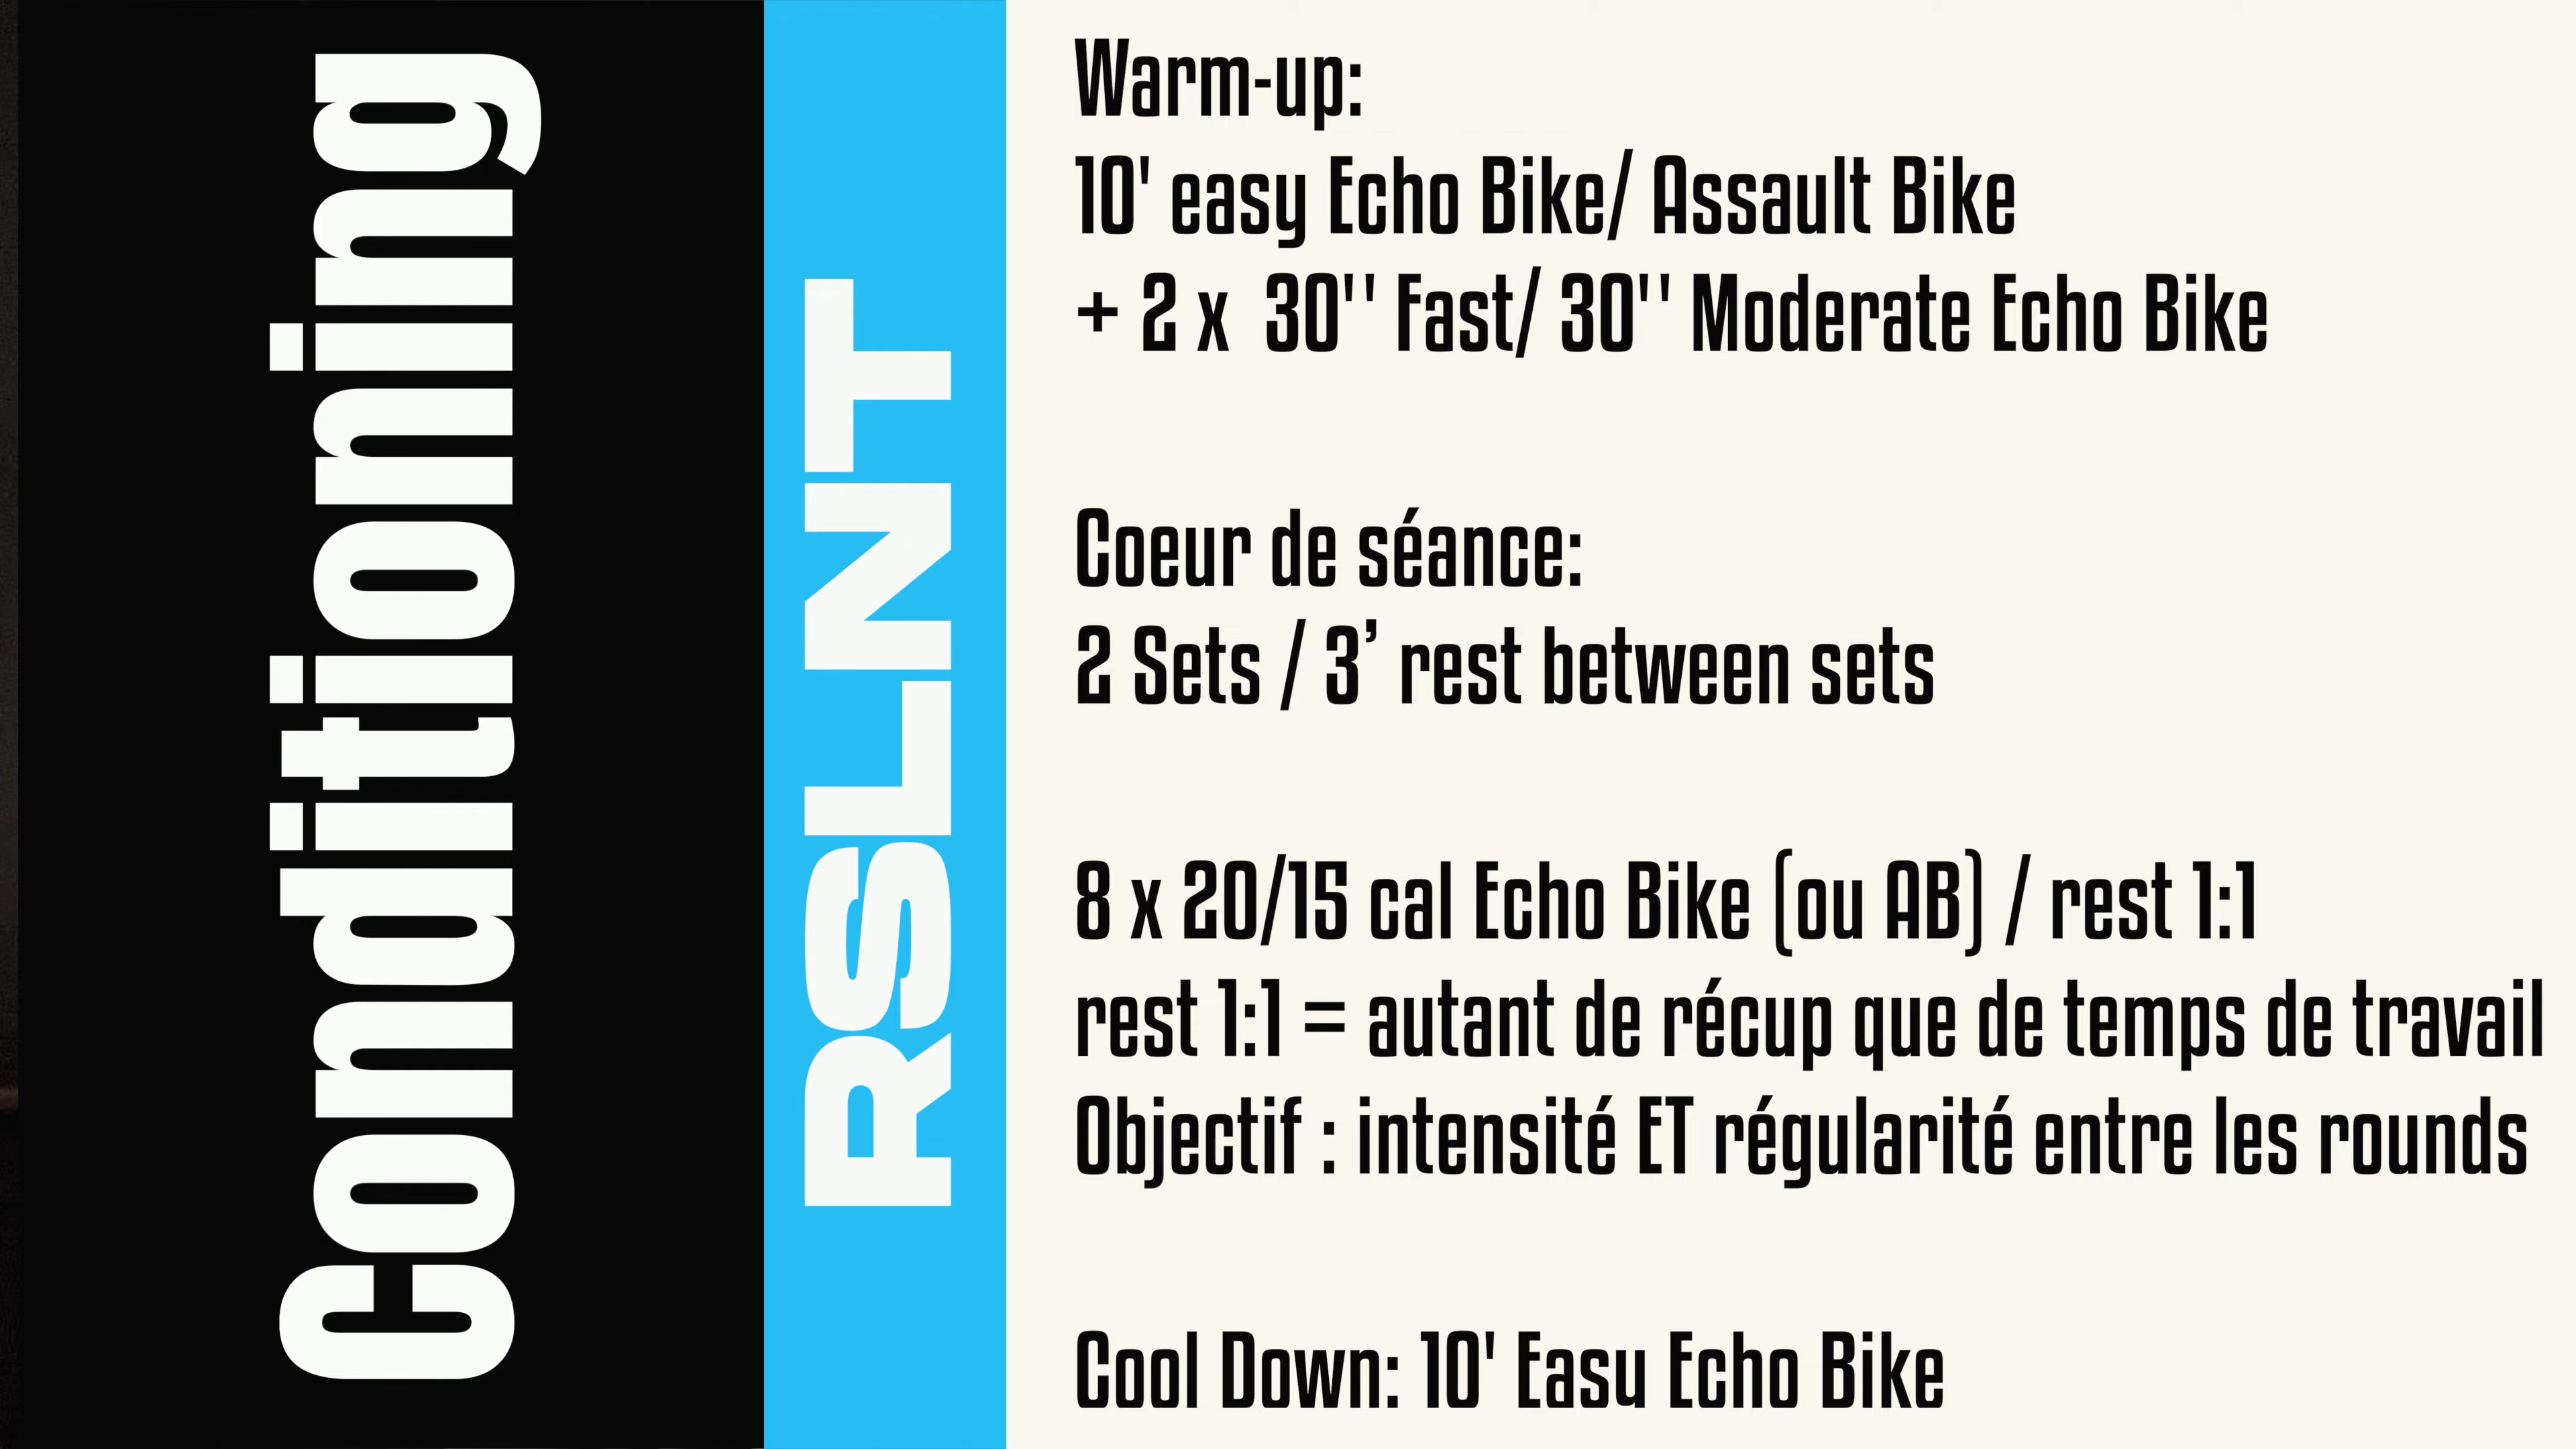 Conditioning
RSLNT
Warm-up:
10' easy Echo Bike/ Assault Bike
+ 2 x  30'' Fast/ 30'' Moderate Echo Bike
Coeur de séance:
2 Sets / 3’ rest between sets
8 x 20/15 cal Echo Bike (ou AB) / rest 1:1
rest 1:1 = autant de récup que de temps de travail
Objectif : intensité ET régularité entre les rounds
Cool Down: 10' Easy Echo Bike